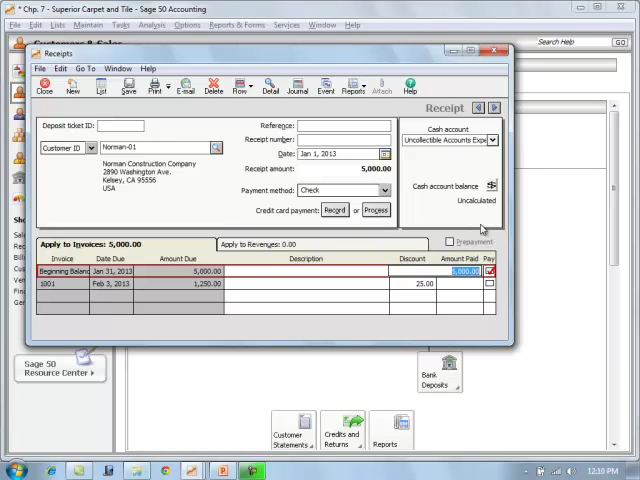 * Chp. 7 - Superior Carpet and Tile - Sage 50 Accounting
File Edit Lists Maintain Tasks Analysis Options Reports & Forms Services Window Help
Customers & Sales
Search Help GO
Receipts
File Edit Go To Window Help
Close New List Save Print E-mail Delete Row Detail Journal Event Reports Attach Help
Receipt
Deposit ticket ID:
Customer ID
Norman-01
Norman Construction Company
2890 Washington Ave.
Kelsey, CA 95556
USA
Reference:
Receipt number:
Date: Jan 1, 2013
Receipt amount: 5,000.00
Payment method: Check
Credit card payment: Record or Process
Cash account
Uncollectible Accounts Expe
Cash account balance
Uncalculated
Apply to Invoices: 5,000.00
Apply to Revenues: 0.00
Prepayment
Invoice Date Due Amount Due Description Discount Amount Paid Pay
Beginning Balanc Jan 31, 2013 5,000.00 5,000.00
1001 Feb 3, 2013 1,250.00 25.00
Sage 50
Resource Center
Bank
Deposits
Customer
Statements
Credits and
Returns
Reports
12:10 PM